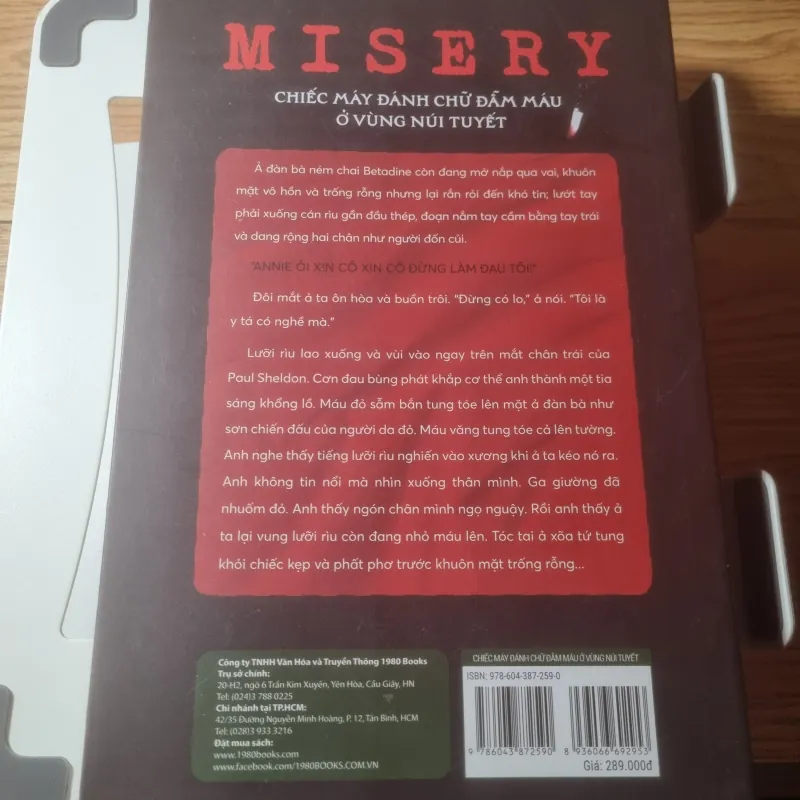 MISERY
CHIẾC MÁY ĐÁNH CHỮ ĐẪM MÁU
Ở VÙNG NÚI TUYẾT
Ả đàn bà ném chai Betadine còn đang mở nắp qua vai, khuôn
mặt vô hồn và trống rỗng nhưng lại rắn rỏi đến khó tin; lướt tay
phải xuống cán rìu gần đầu thép, đoạn nắm tay cầm bằng tay trái
và dang rộng hai chân như người đốn củi.
"ANNIE ÔI XIN CÔ XIN CÔ ĐỪNG LÀM ĐAU TÔI!"
Đôi mắt ả ta ôn hòa và buồn trôi. "Đừng có lo," ả nói. "Tôi là
y tá có nghề mà."
Lưỡi rìu lao xuống và vùi vào ngay trên mắt chân trái của
Paul Sheldon. Cơn đau bùng phát khắp cơ thể anh thành một tia
sáng khổng lồ. Máu đỏ sẫm bắn tung tóe lên mặt ả đàn bà như
sơn chiến đấu của người da đỏ. Máu văng tung tóe cả lên tường.
Anh nghe thấy tiếng lưỡi rìu nghiến vào xương khi ả ta kéo nó ra.
Anh không tin nổi mà nhìn xuống thân mình. Ga giường đã
nhuốm đỏ. Anh thấy ngón chân mình ngọ nguậy. Rồi anh thấy ả
ta lại vung lưỡi rìu còn đang nhỏ máu lên. Tóc tai ả xõa tứ tung
khỏi chiếc kẹp và phất phơ trước khuôn mặt trống rỗng...
Công ty TNHH Văn Hóa và Truyền Thông 1980 Books
Trụ sở chính:
20-H2, ngõ 6 Trần Kim Xuyến, Yên Hòa, Cầu Giấy, HN
Tel: (024)3 788 0225
Chi nhánh tại TP.HCM:
42/35 Đường Nguyễn Minh Hoàng, P. 12, Tân Bình, HCM
Tel: (028)3 933 3216
Đặt mua sách:
www.1980books.com
www.facebook.com/1980BOOKS.COM.VN
CHIẾC MÁY ĐÁNH CHỮ ĐẪM MÁU Ở VÙNG NÚI TUYẾT
ISBN: 978-604-387-259-0
9 786043 872590
8 936066 692953
Giá: 289.000đ